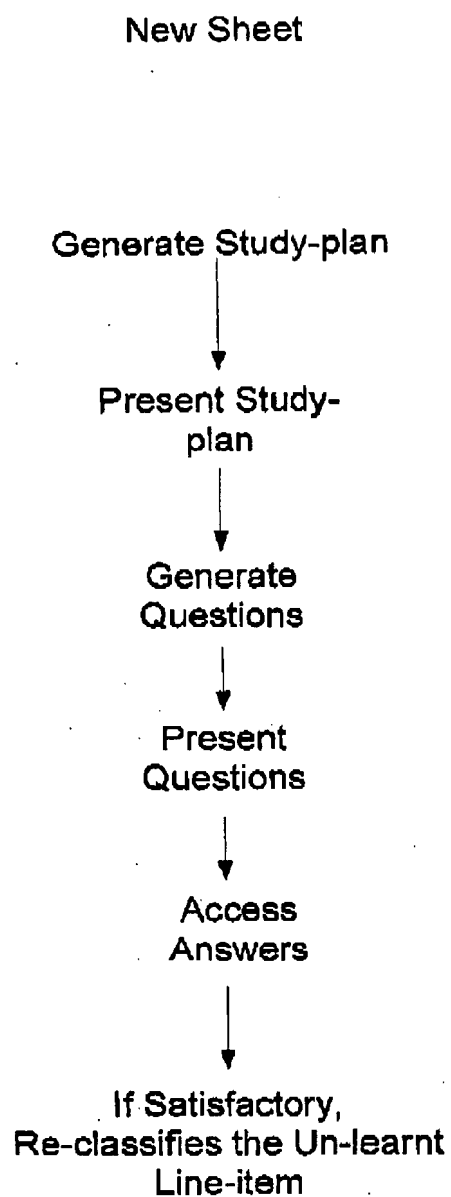 New Sheet
Generate Study-plan
Present Study-
plan
Generate
Questions
Present
Questions
Access
Answers
If Satisfactory,
Re-classifies the Un-learnt
Line-item